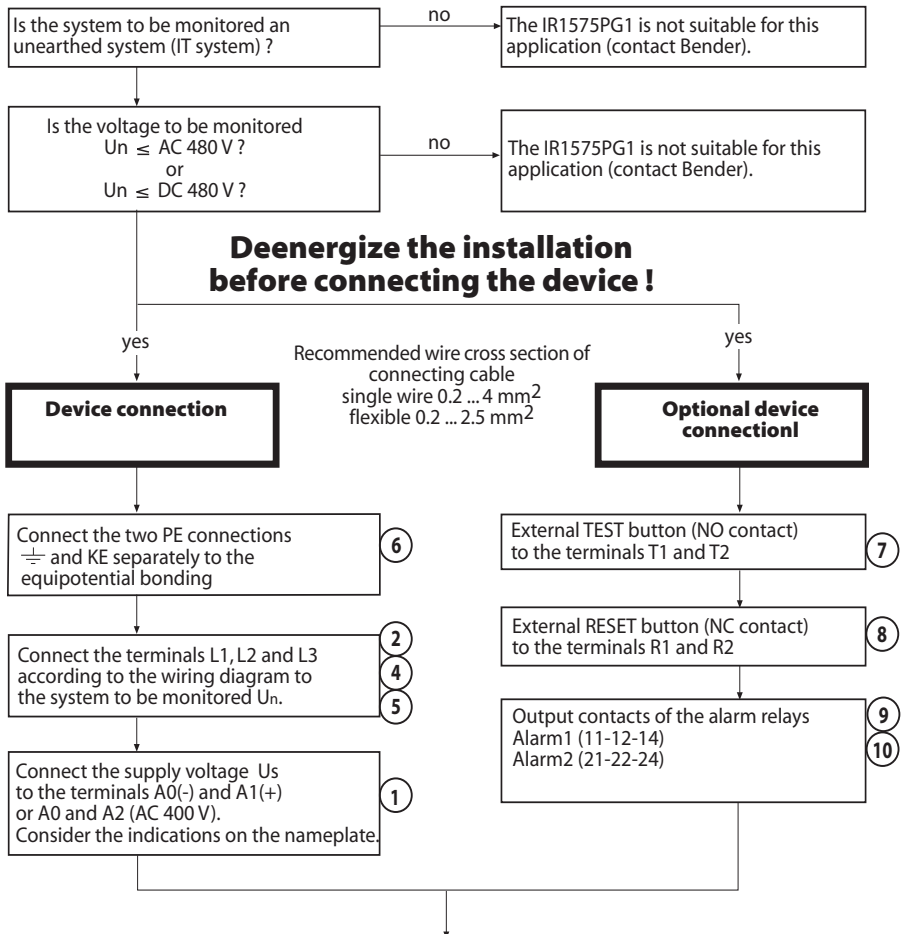 Is the system to be monitored an
unearthed system (IT system) ?
no
The IR1575PG1 is not suitable for this
application (contact Bender).
Is the voltage to be monitored
Un ≤ AC 480 V ?
or
Un ≤ DC 480 V ?
no
The IR1575PG1 is not suitable for this
application (contact Bender).
Deenergize the installation
before connecting the device !
yes
yes
Recommended wire cross section of
connecting cable
single wire 0.2 ... 4 mm2
flexible 0.2 ... 2.5 mm2
Device connection
Connect the two PE connections
⏚ and KE separately to the
equipotential bonding
6
Connect the terminals L1, L2 and L3
according to the wiring diagram to
the system to be monitored Un.
2
4
5
Connect the supply voltage Us
to the terminals A0(-) and A1(+)
or A0 and A2 (AC 400 V).
Consider the indications on the nameplate.
1
Optional device
connectionl
External TEST button (NO contact)
to the terminals T1 and T2
7
External RESET button (NC contact)
to the terminals R1 and R2
8
Output contacts of the alarm relays
Alarm1 (11-12-14)
Alarm2 (21-22-24)
9
10